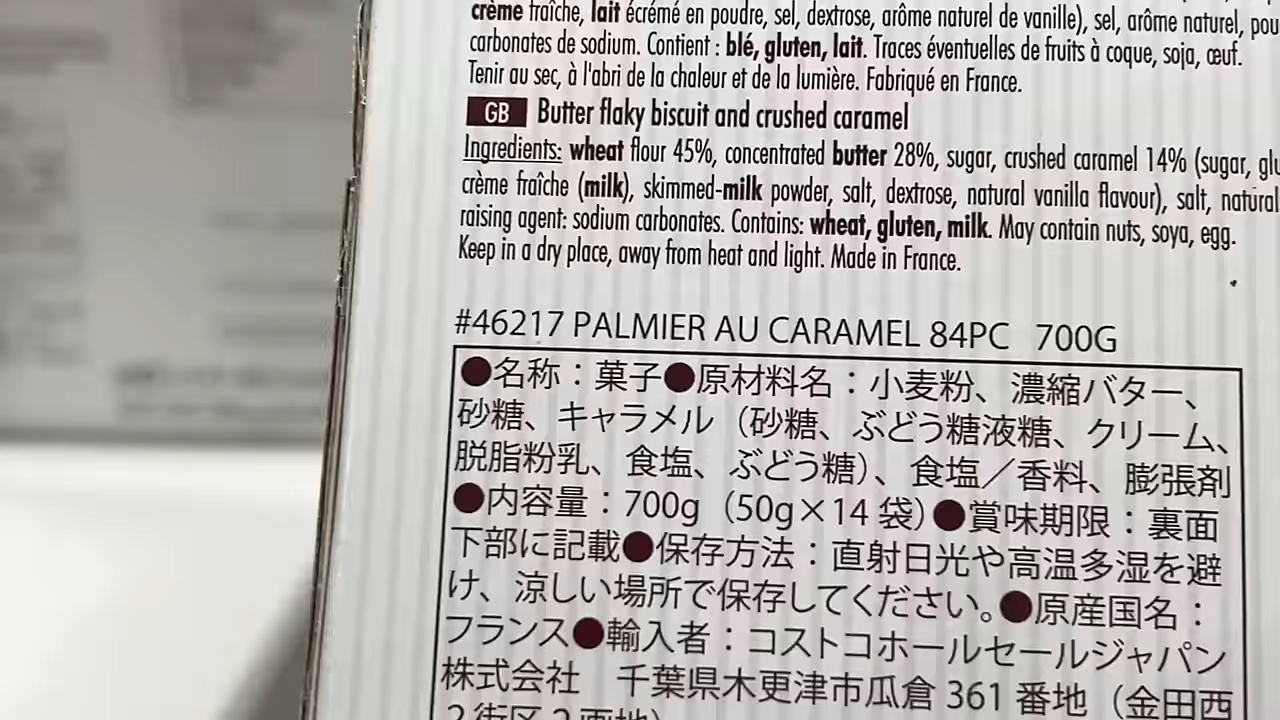 crème fraîche, lait écrémé en poudre, sel, dextrose, arôme naturel de vanille), sel, arôme naturel,
carbonates de sodium. Contient : blé, gluten, lait. Traces éventuelles de fruits à coque, soja, œuf.
Tenir au sec, à l'abri de la chaleur et de la lumière. Fabriqué en France.
GB Butter flaky biscuit and crushed caramel
Ingredients: wheat flour 45%, concentrated butter 28%, sugar, crushed caramel 14% (sugar,
crème fraîche (milk), skimmed-milk powder, salt, dextrose, natural vanilla flavour), salt, natural
raising agent: sodium carbonates. Contains: wheat, gluten, milk. May contain nuts, soya, egg.
Keep in a dry place, away from heat and light. Made in France.
#46217 PALMIER AU CARAMEL 84PC 700G
●名称：菓子●原材料名：小麦粉、濃縮バター、
砂糖、キャラメル（砂糖、ぶどう糖液糖、クリーム、
脱脂粉乳、食塩、ぶどう糖）、食塩／香料、膨張剤
●内容量：700g（50g×14 袋）●賞味期限：裏面
下部に記載●保存方法：直射日光や高温多湿を避
け、涼しい場所で保存してください。●原産国名：
フランス●輸入者：コストコホールセールジャパン
株式会社　千葉県木更津市瓜倉 361 番地（金田西
2 街区 2 画地）